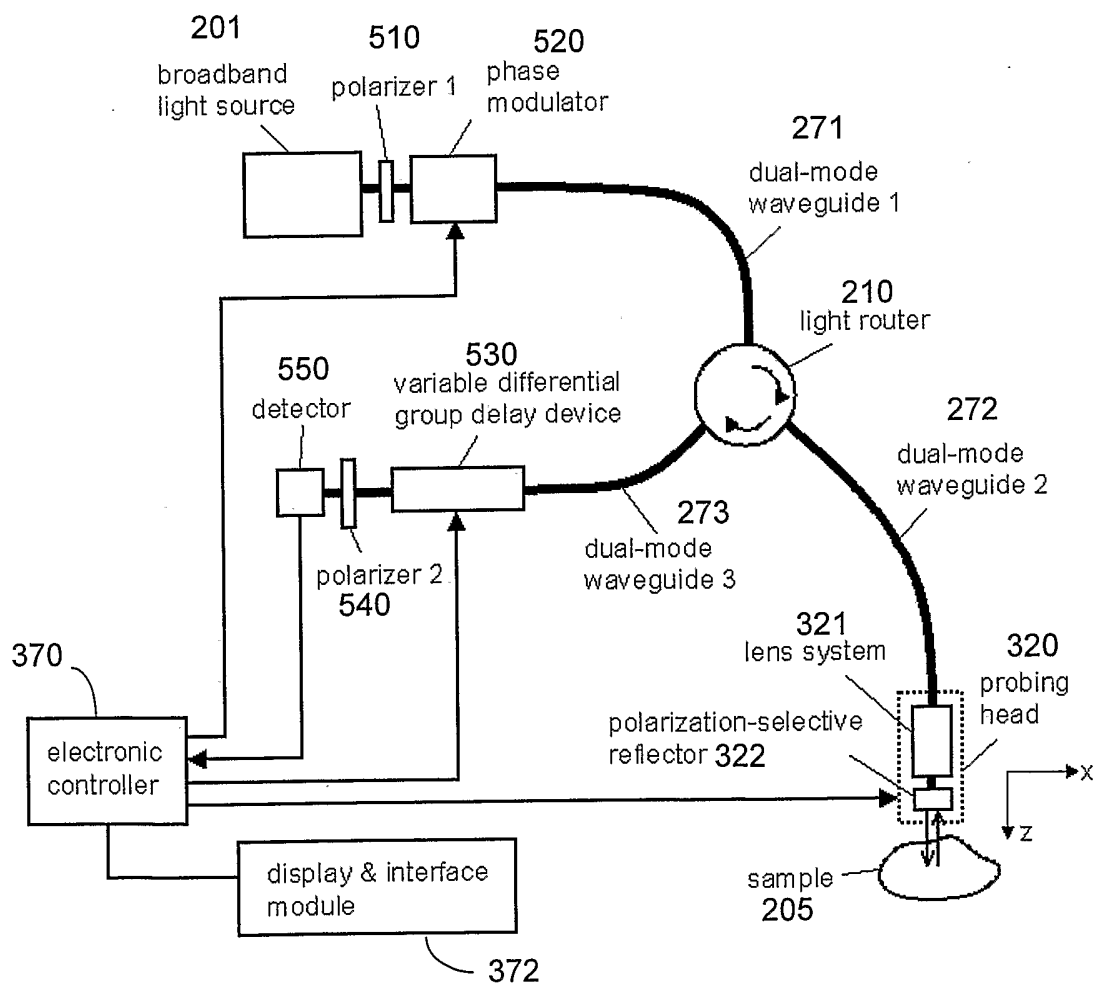 201
broadband
light source
510
polarizer 1
520
phase
modulator
271
dual-mode
waveguide 1
210
light router
550
detector
530
variable differential
group delay device
272
dual-mode
waveguide 2
273
dual-mode
waveguide 3
polarizer 2
540
321
lens system
320
probing
head
370
electronic
controller
polarization-selective
reflector 322
x
z
display & interface
module
372
sample
205